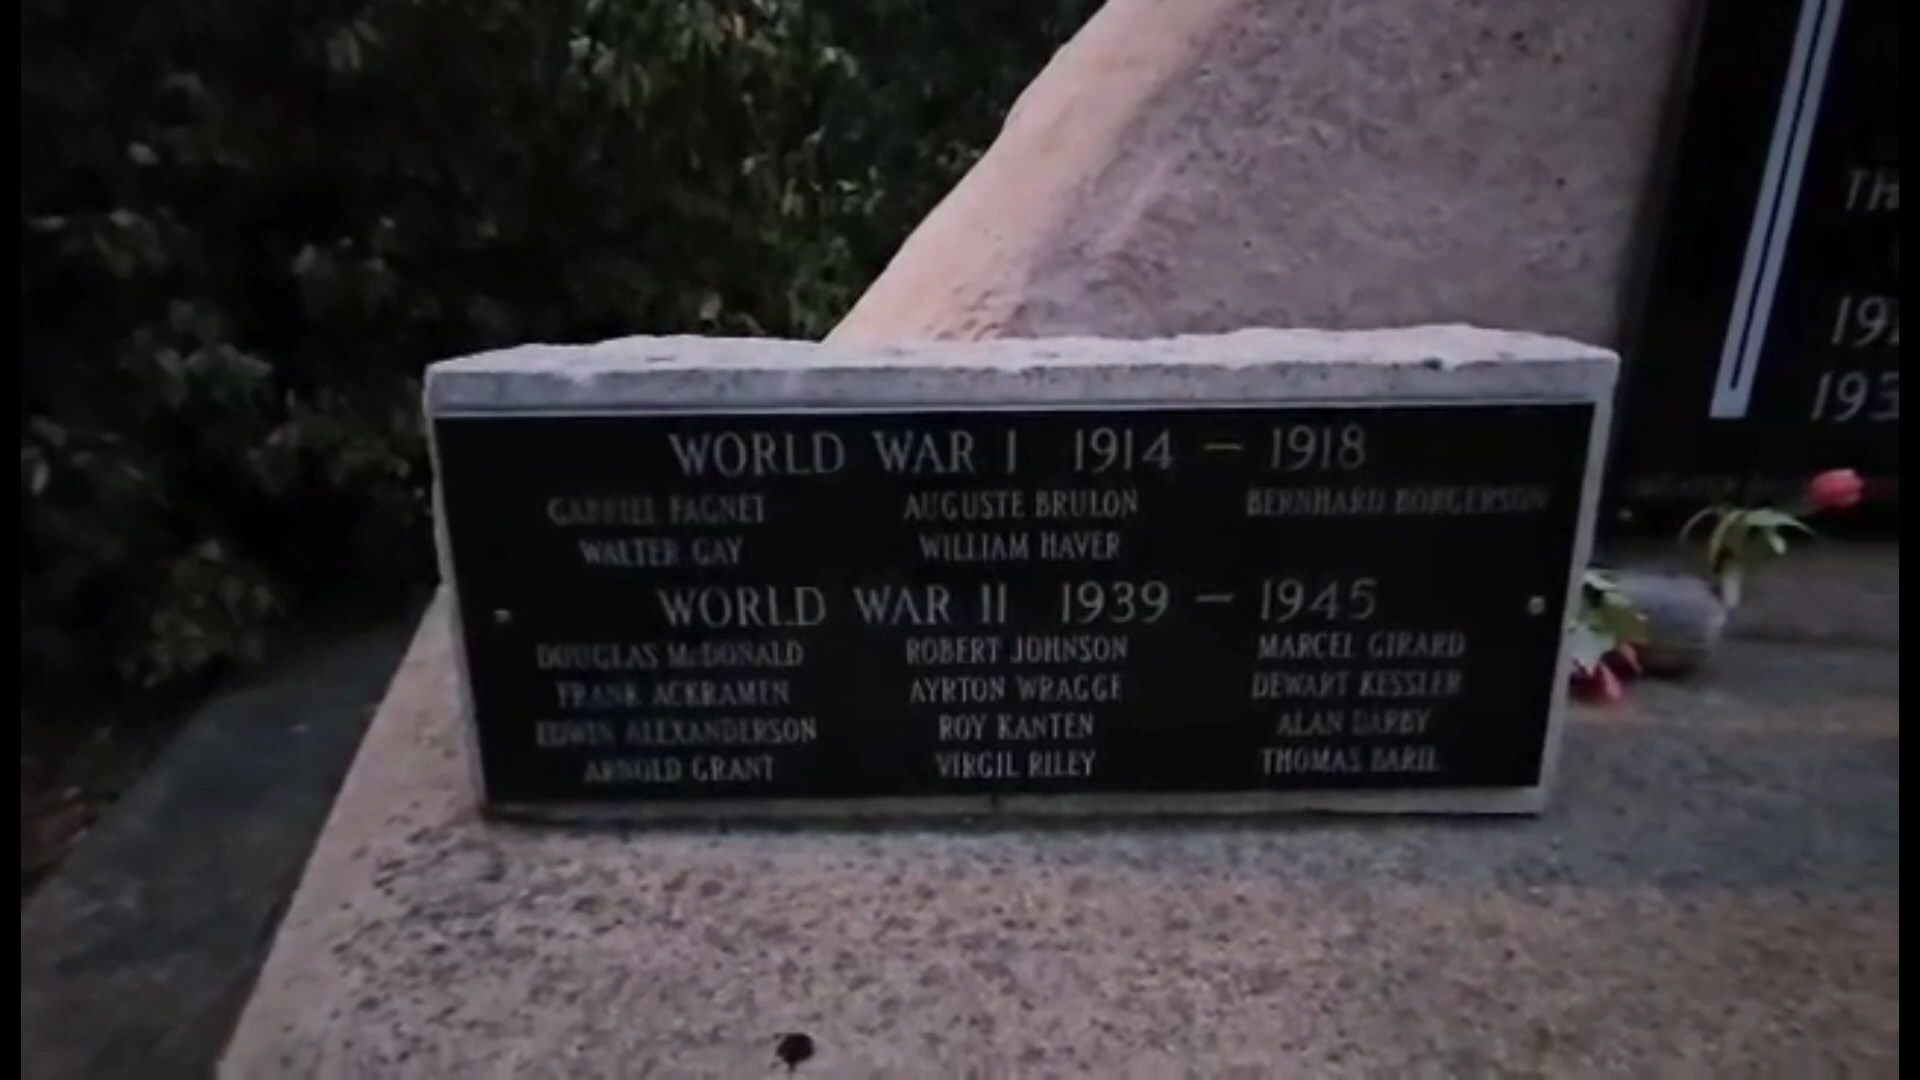 WORLD WAR I 1914 — 1918
GABRIEL FAGNET AUGUSTE BRULON BERNHARD BORGERSON
WALTER GAY WILLIAM HAVER
WORLD WAR II 1939 — 1945
DOUGLAS McDONALD ROBERT JOHNSON MARCEL GIRARD
FRANK ACKRAMEN AYRTON WRAGGE DEWART KESSLER
EDWIN ALEXANDERSON ROY KANTEN ALAN DARBY
ARNOLD GRANT VIRGIL RILEY THOMAS BARIL